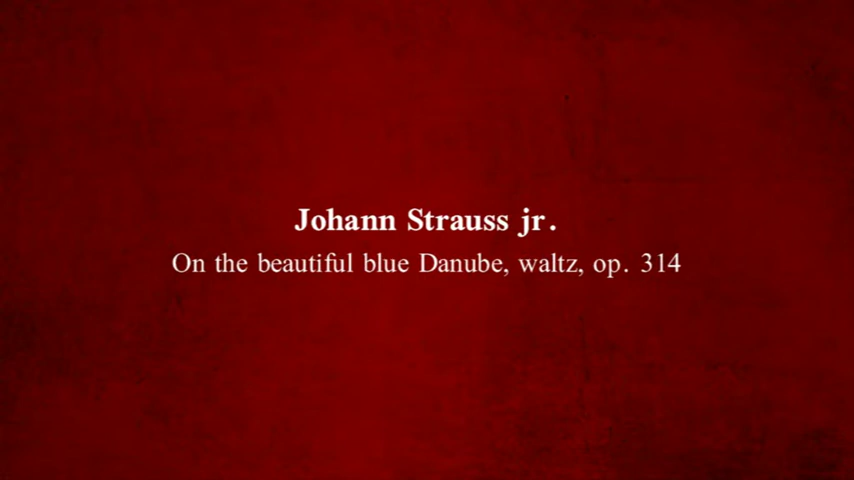 Johann Strauss jr.
On the beautiful blue Danube, waltz, op. 314